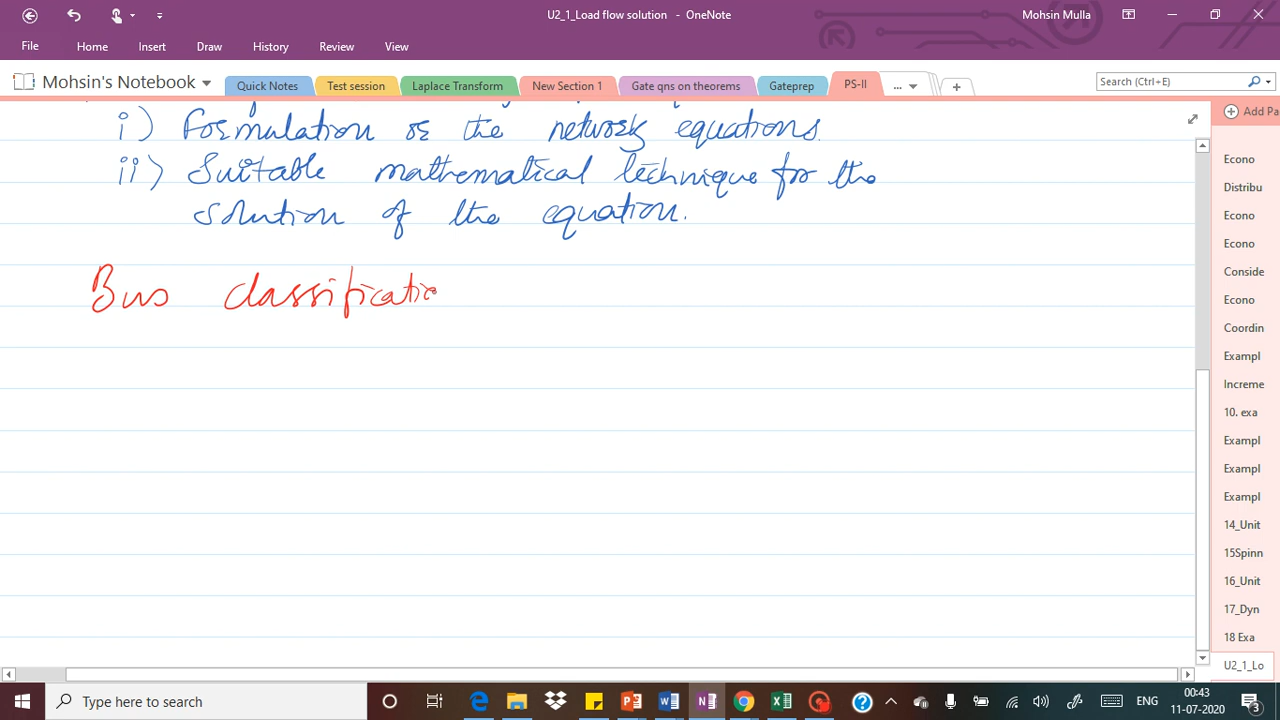 U2_1_Load flow solution - OneNote
Mohsin Mulla
File
Home
Insert
Draw
History
Review
View
Mohsin's Notebook
Quick Notes
Test session
Laplace Transform
New Section 1
Gate qns on theorems
Gateprep
PS-II
...
Search (Ctrl+E)
Add Pa
i) Formulation of the network equations.
ii) Suitable mathematical technique for the
solution of the equation.
Bus classificatio
Econo
Distribu
Econo
Econo
Conside
Econo
Coordin
Exampl
Increme
10. exa
Exampl
Exampl
Exampl
14_Unit
15Spinn
16_Unit
17_Dyn
18 Exa
U2_1_Lo
Type here to search
ENG
00:43
11-07-2020
3